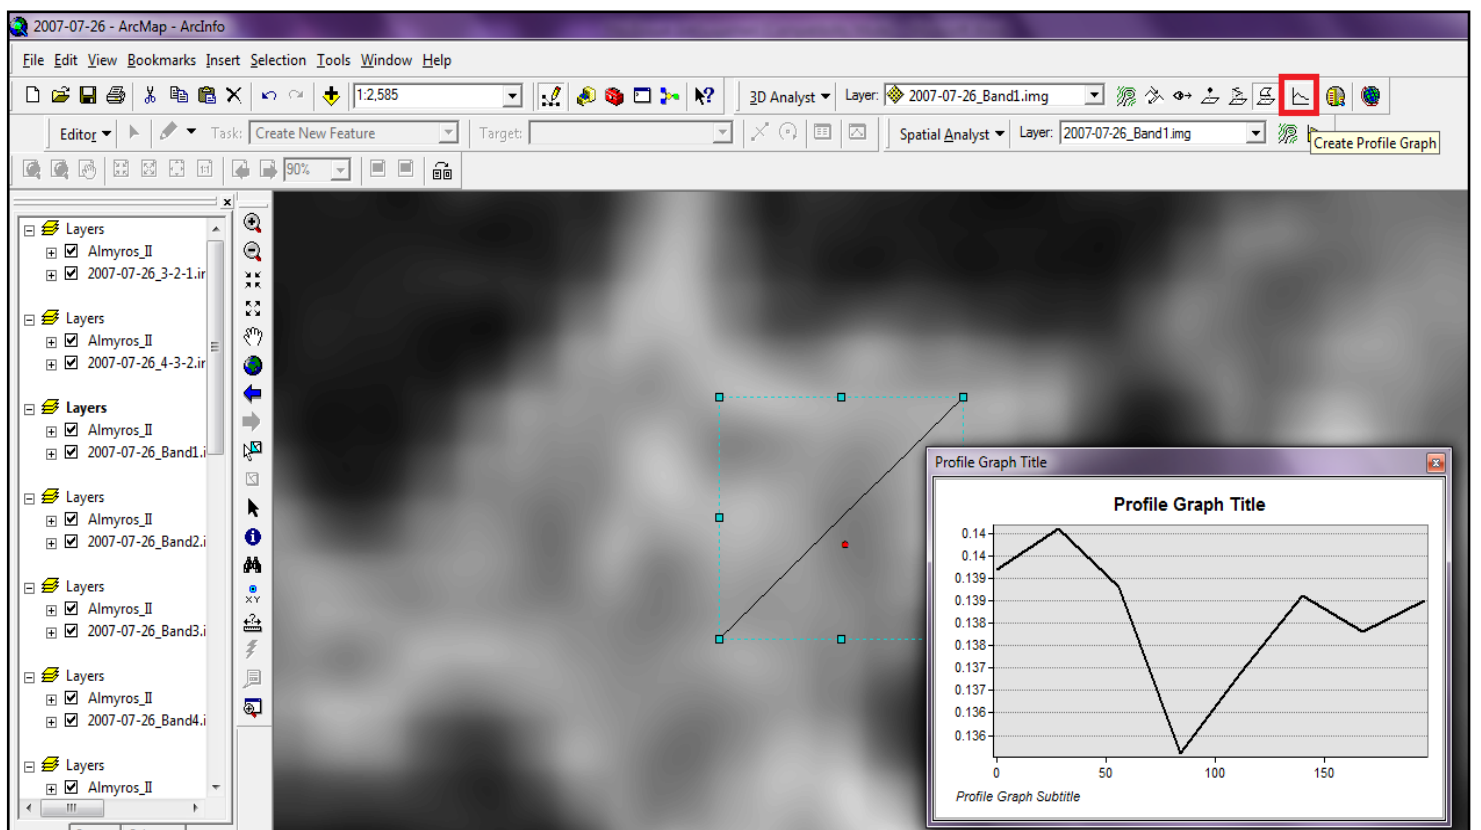 2007-07-26 - ArcMap - ArcInfo
File Edit View Bookmarks Insert Selection Tools Window Help
1:2,585 3D Analyst Layer: 2007-07-26_Band1.img
Editor Task: Create New Feature Target: Spatial Analyst Layer: 2007-07-26_Band1.img
Create Profile Graph
1:1 90%
Layers
Almyros_II
2007-07-26_3-2-1.ir
Layers
Almyros_II
2007-07-26_4-3-2.ir
Layers
Almyros_II
2007-07-26_Band1.i
Layers
Almyros_II
2007-07-26_Band2.i
Layers
Almyros_II
2007-07-26_Band3.i
Layers
Almyros_II
2007-07-26_Band4.i
Layers
Almyros_II
XY
Profile Graph Title
Profile Graph Title
0.14
0.14
0.139
0.139
0.138
0.138
0.137
0.137
0.136
0.136
0 50 100 150
Profile Graph Subtitle